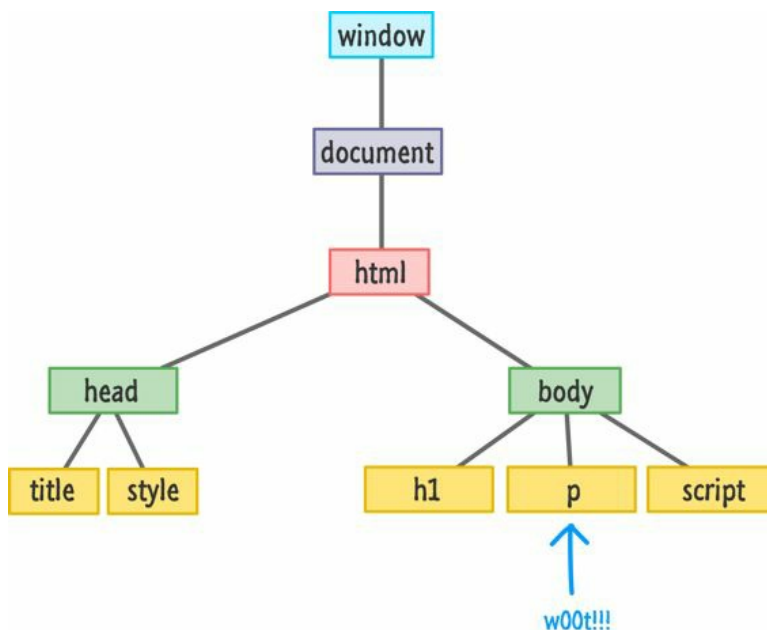 window
document
html
head
body
title
style
h1
p
script
w00t!!!